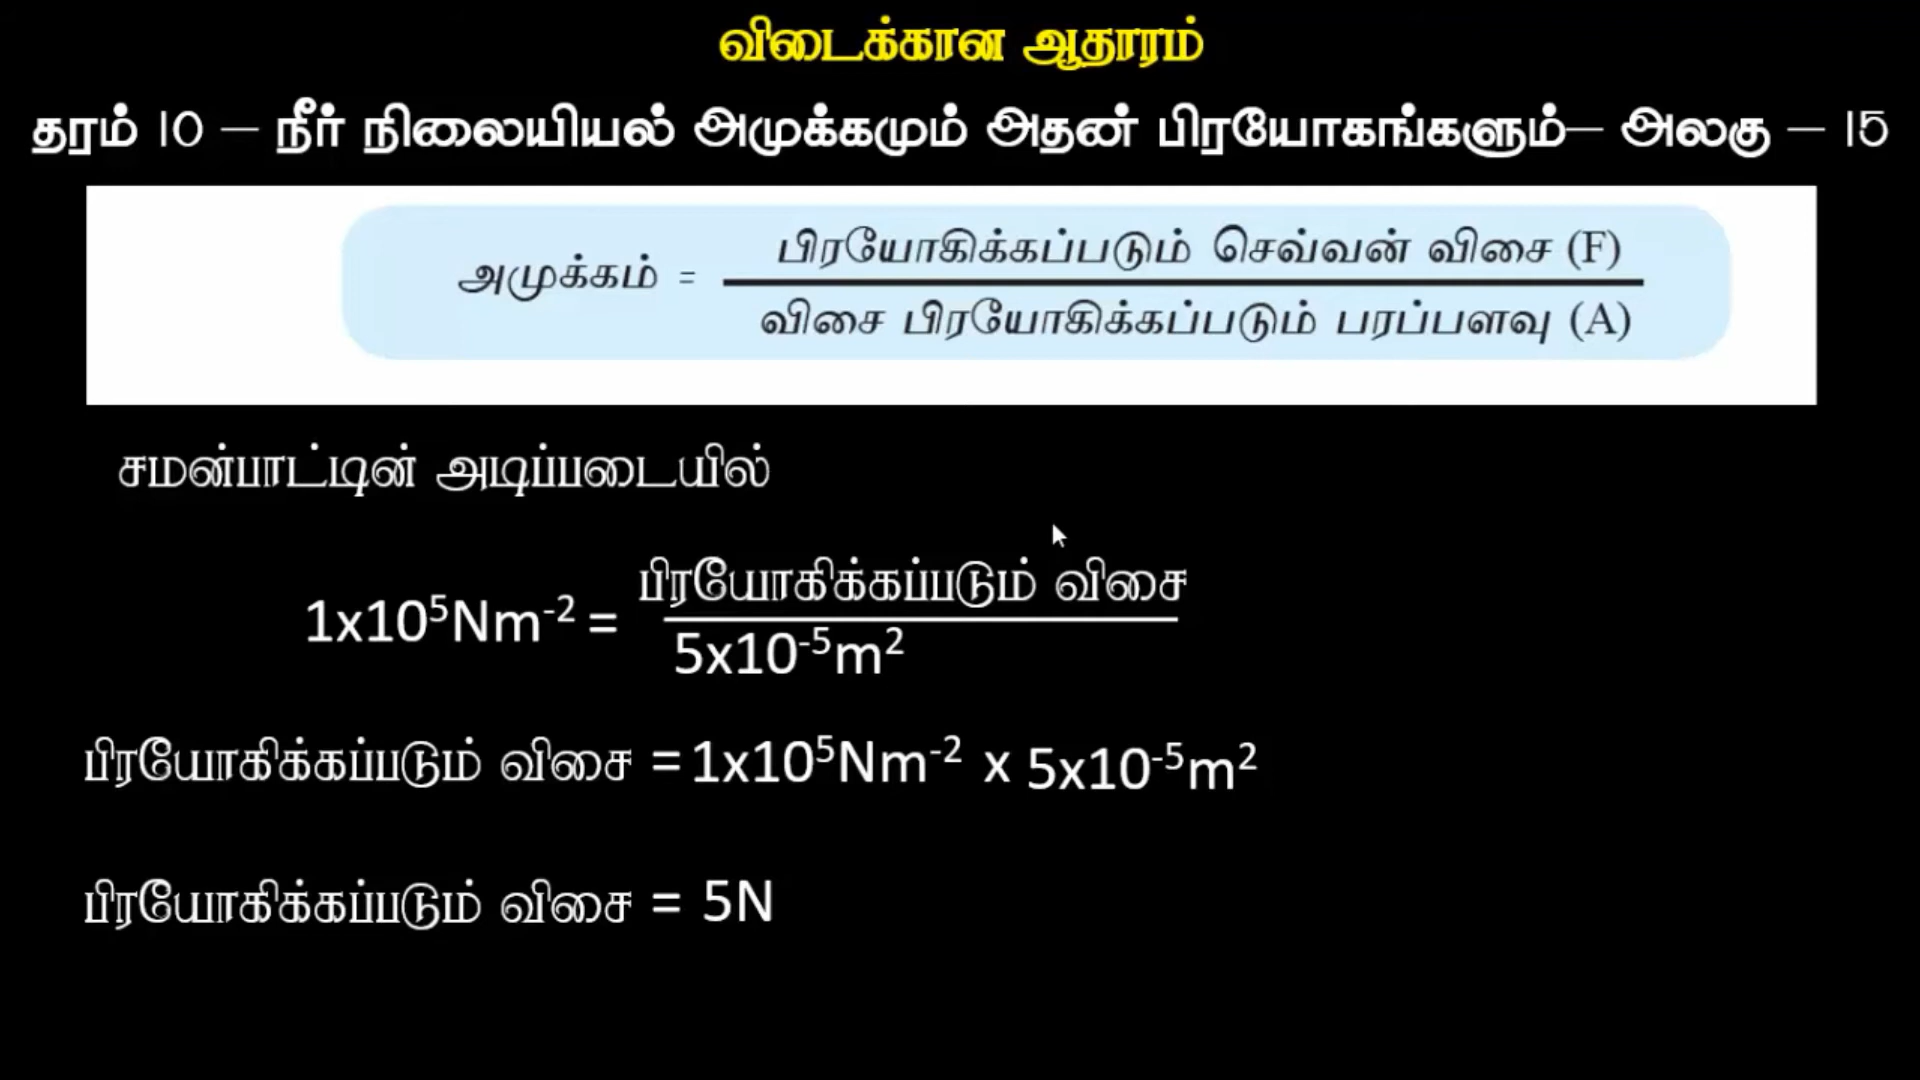 விடைக்கான ஆதாரம்
தரம் 10 – நீர் நிலையியல் அமுக்கமும் அதன் பிரயோகங்களும்– அலகு – 15
அமுக்கம் = பிரயோகிக்கப்படும் செவ்வன் விசை (F)
விசை பிரயோகிக்கப்படும் பரப்பளவு (A)
சமன்பாட்டின் அடிப்படையில்
1x10⁵Nm⁻² = பிரயோகிக்கப்படும் விசை
5x10⁻⁵m²
பிரயோகிக்கப்படும் விசை = 1x10⁵Nm⁻² x 5x10⁻⁵m²
பிரயோகிக்கப்படும் விசை = 5N